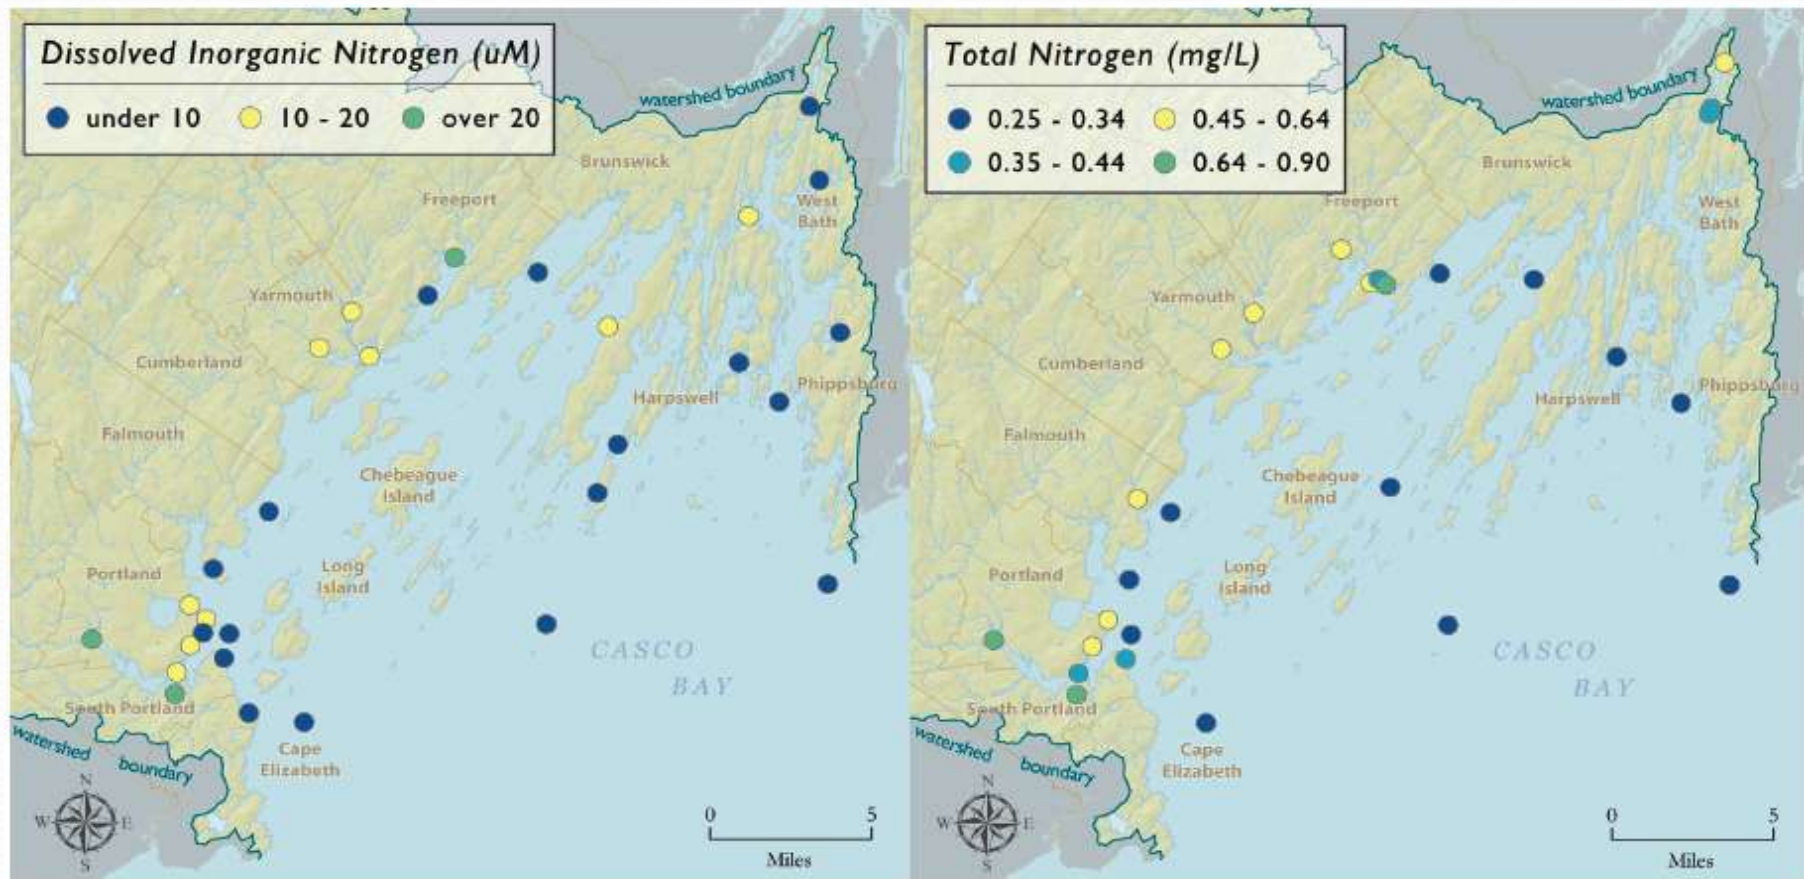 Dissolved Inorganic Nitrogen (uM)
under 10
10 - 20
over 20
watershed boundary
Brunswick
Freeport
West
Bath
Yarmouth
Cumberland
Phippsburg
Harpswell
Falmouth
Chebeague
Island
Portland
Long
Island
CASCO
BAY
South Portland
watershed boundary
Cape
Elizabeth
N
W
E
S
0
5
Miles
Total Nitrogen (mg/L)
0.25 - 0.34
0.45 - 0.64
0.35 - 0.44
0.64 - 0.90
watershed boundary
Brunswick
Freeport
West
Bath
Yarmouth
Cumberland
Phippsburg
Harpswell
Falmouth
Chebeague
Island
Portland
Long
Island
CASCO
BAY
South Portland
watershed boundary
Cape
Elizabeth
N
W
E
S
0
5
Miles